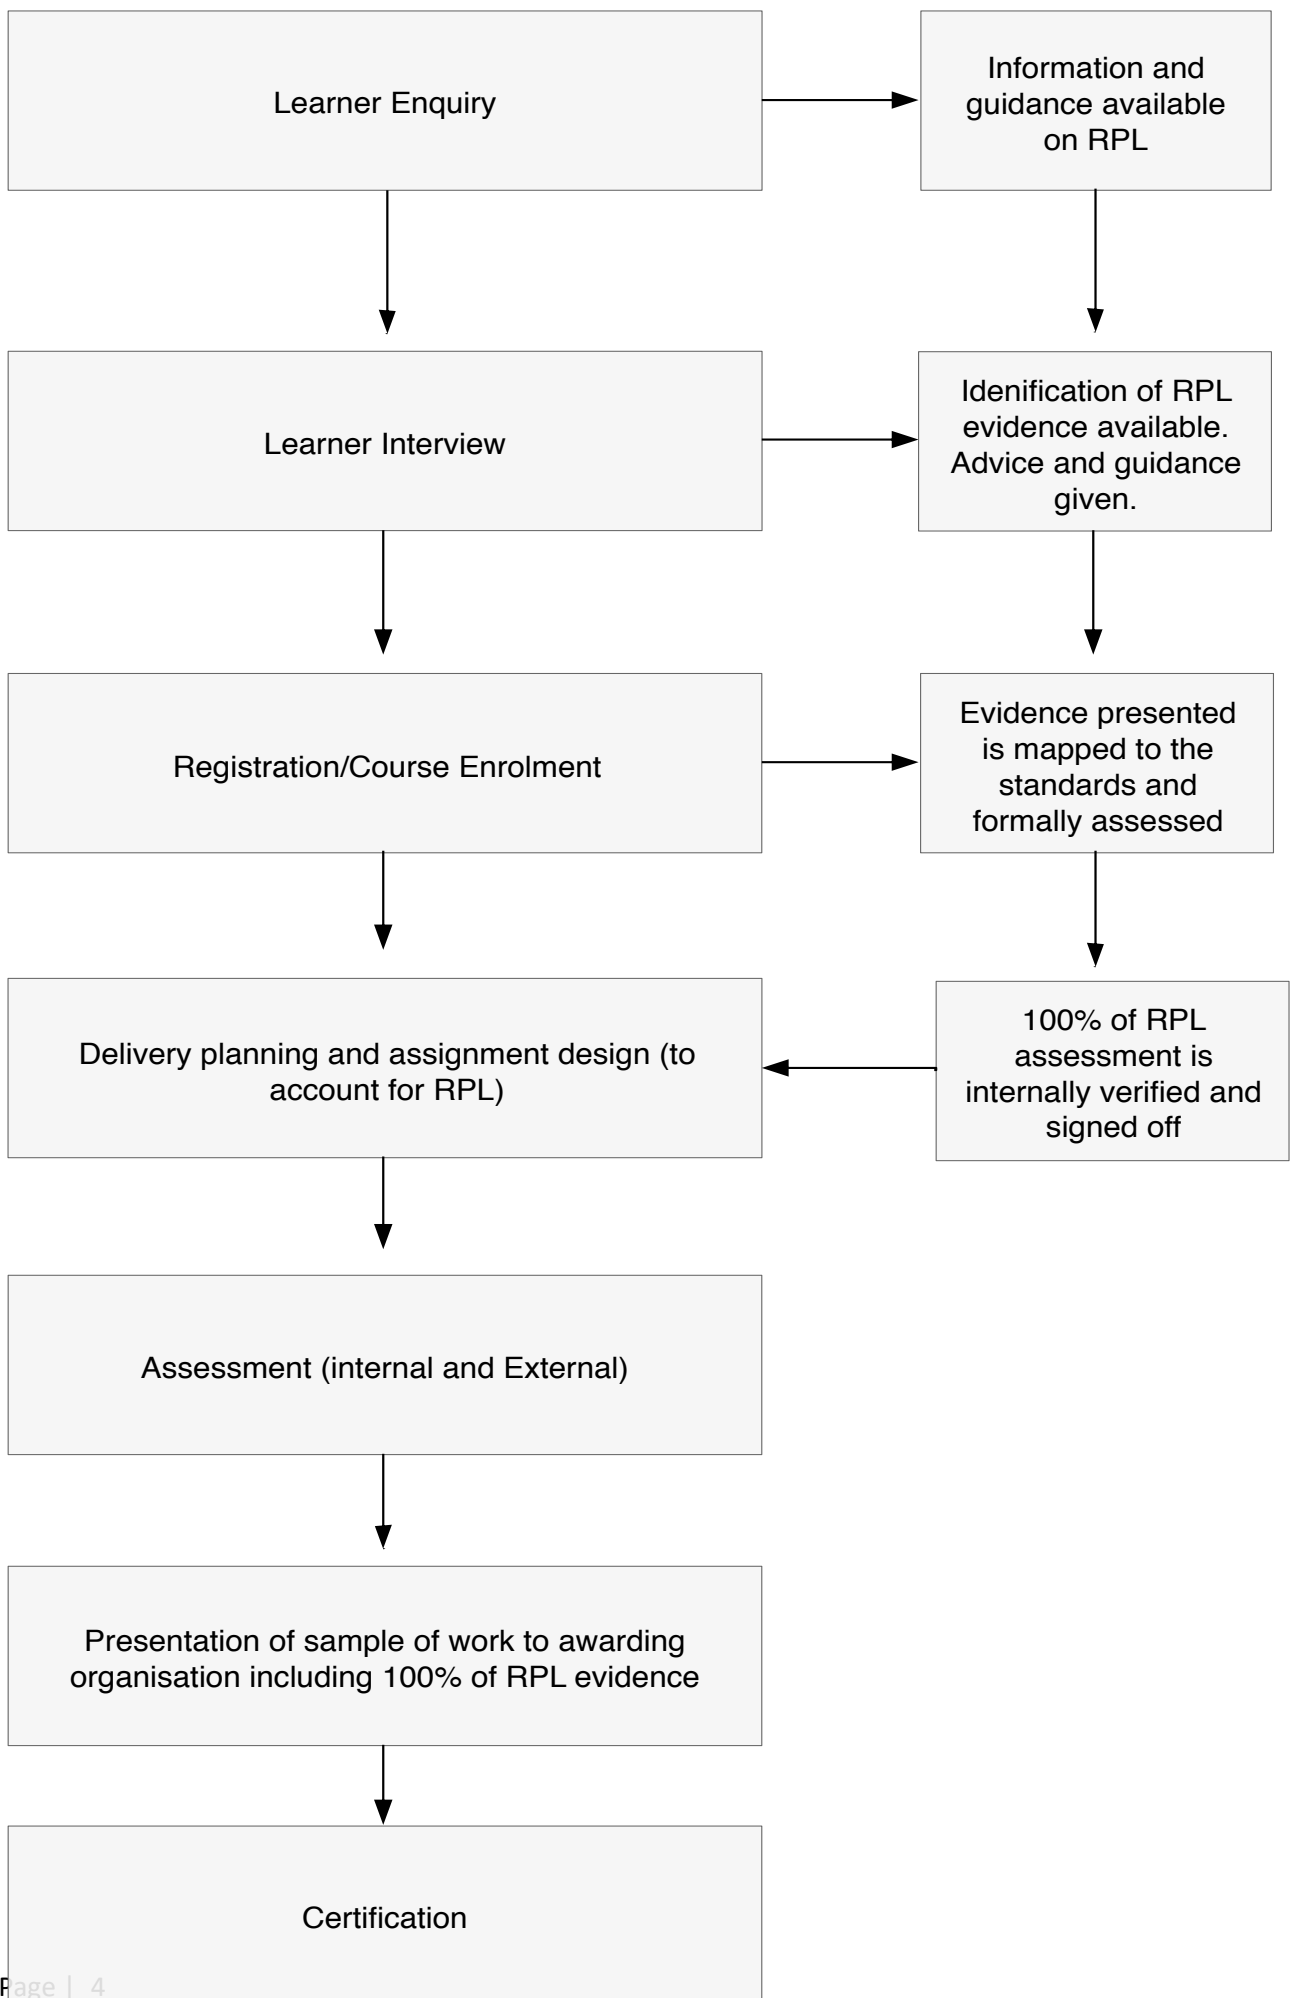 Learner Enquiry
Information and
guidance available
on RPL
Learner Interview
Idenification of RPL
evidence available.
Advice and guidance
given.
Registration/Course Enrolment
Evidence presented
is mapped to the
standards and
formally assessed
Delivery planning and assignment design (to
account for RPL)
100% of RPL
assessment is
internally verified and
signed off
Assessment (internal and External)
Presentation of sample of work to awarding
organisation including 100% of RPL evidence
Certification
Page | 4